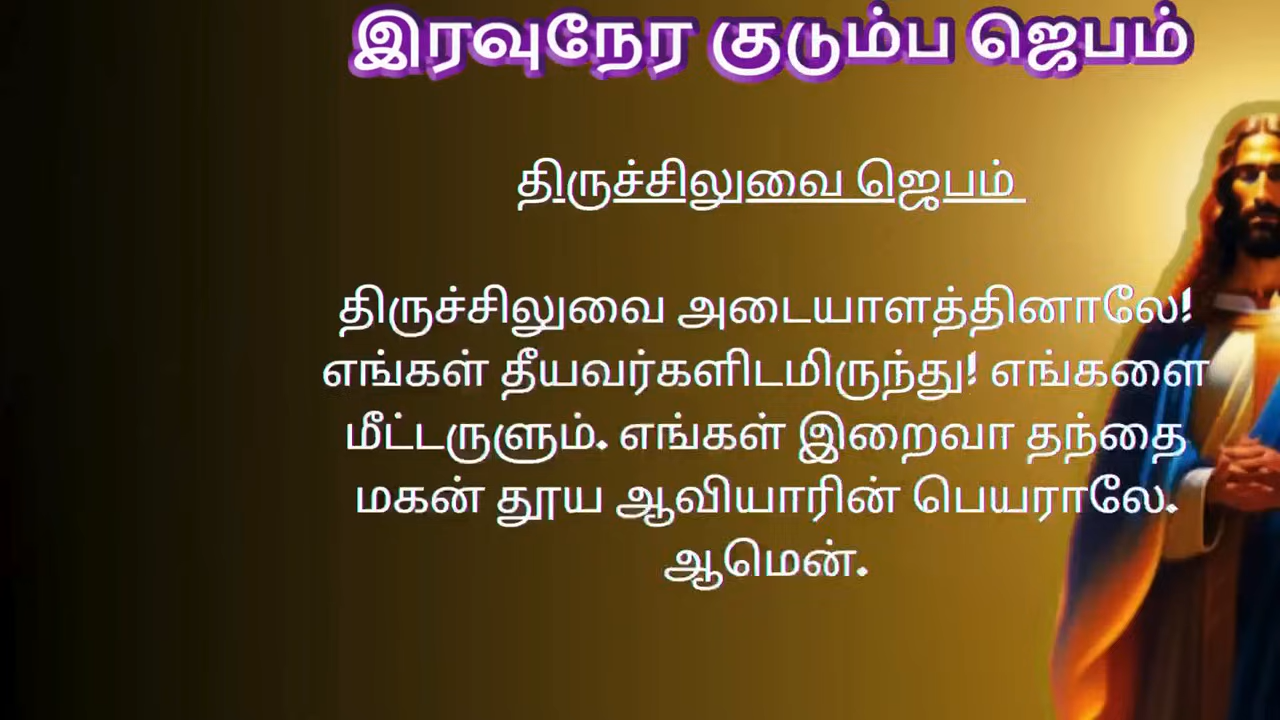 இரவுநேர குடும்ப ஜெபம்
திருச்சிலுவை ஜெபம்
திருச்சிலுவை அடையாளத்தினாலே!
எங்கள் தீயவர்களிடமிருந்து! எங்களை
மீட்டருளும். எங்கள் இறைவா தந்தை
மகன் தூய ஆவியாரின் பெயராலே.
ஆமென்.